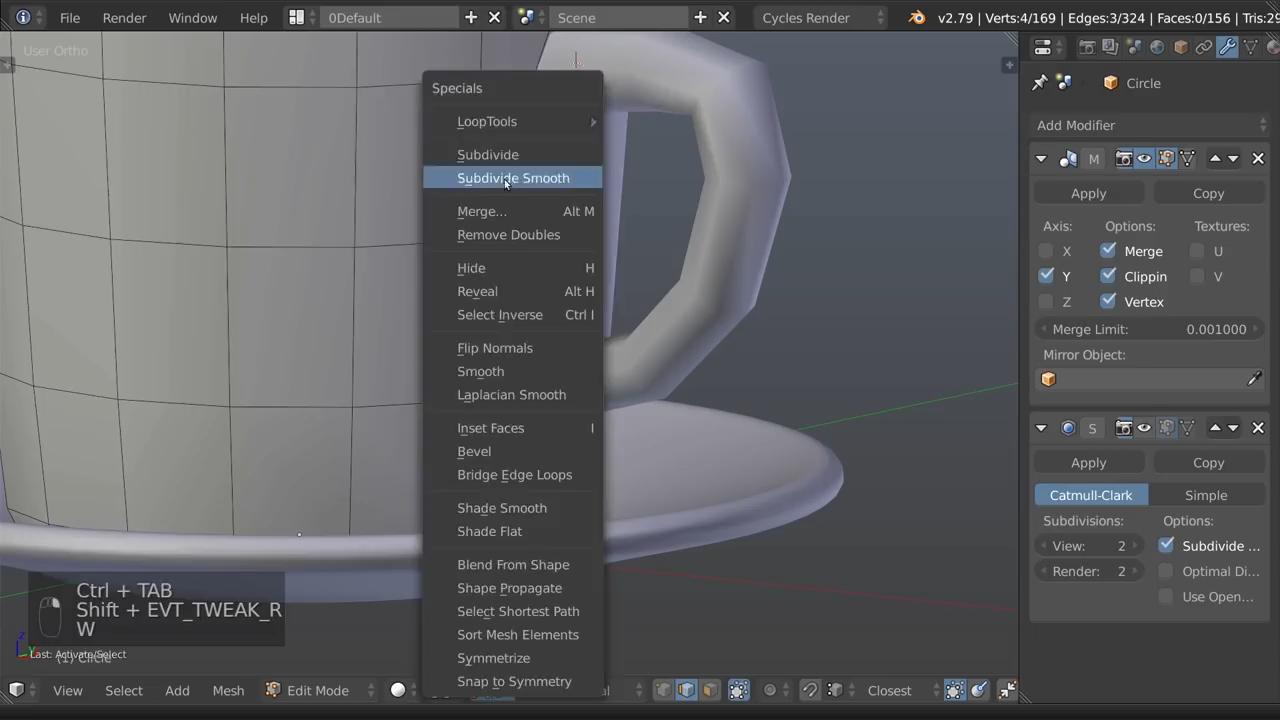 File Render Window Help 0Default Scene Cycles Render v2.79 | Verts:4/169 | Edges:3/324 | Faces:0/156 | Tris:29
User Ortho
Circle
Add Modifier
M
Apply Copy
Axis: Options: Textures:
X Merge U
Y Clippin V
Z Vertex
Merge Limit: 0.001000
Mirror Object:
S
Apply Copy
Catmull-Clark Simple
Subdivisions: Options:
View: 2 Subdivide ...
Render: 2 Optimal Di...
Use Open...
Specials
LoopTools
Subdivide
Subdivide Smooth
Merge... Alt M
Remove Doubles
Hide H
Reveal Alt H
Select Inverse Ctrl I
Flip Normals
Smooth
Laplacian Smooth
Inset Faces I
Bevel
Bridge Edge Loops
Shade Smooth
Shade Flat
Blend From Shape
Shape Propagate
Select Shortest Path
Sort Mesh Elements
Symmetrize
Snap to Symmetry
Ctrl + TAB
Shift + EVT_TWEAK_R
W
Last: Activate/Select
(1) Circle
View Select Add Mesh Edit Mode Closest